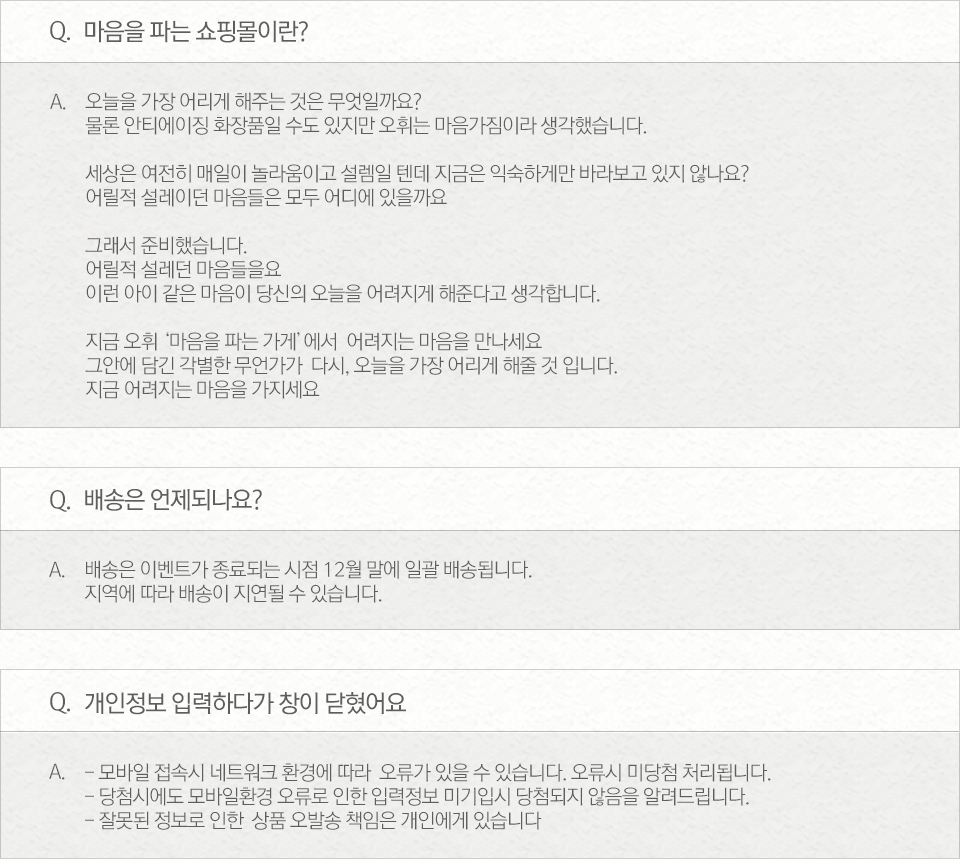 Q. 마음을 파는 쇼핑몰이란?
A. 오늘을 가장 어리게 해주는 것은 무엇일까요?
물론 안티에이징 화장품일 수도 있지만 오휘는 마음가짐이라 생각했습니다.
세상은 여전히 매일이 놀라움이고 설렘일 텐데 지금은 익숙하게만 바라보고 있지 않나요?
어릴적 설레이던 마음들은 모두 어디에 있을까요
그래서 준비했습니다.
어릴적 설레던 마음들을요
이런 아이 같은 마음이 당신의 오늘을 어려지게 해준다고 생각합니다.
지금 오휘 ‘마음을 파는 가게’에서 어려지는 마음을 만나세요
그안에 담긴 각별한 무언가가 다시, 오늘을 가장 어리게 해줄 것 입니다.
지금 어려지는 마음을 가지세요
Q. 배송은 언제되나요?
A. 배송은 이벤트가 종료되는 시점 12월 말에 일괄 배송됩니다.
지역에 따라 배송이 지연될 수 있습니다.
Q. 개인정보 입력하다가 창이 닫혔어요
A. – 모바일 접속시 네트워크 환경에 따라 오류가 있을 수 있습니다. 오류시 미당첨 처리됩니다.
– 당첨시에도 모바일환경 오류로 인한 입력정보 미기입시 당첨되지 않음을 알려드립니다.
– 잘못된 정보로 인한 상품 오발송 책임은 개인에게 있습니다